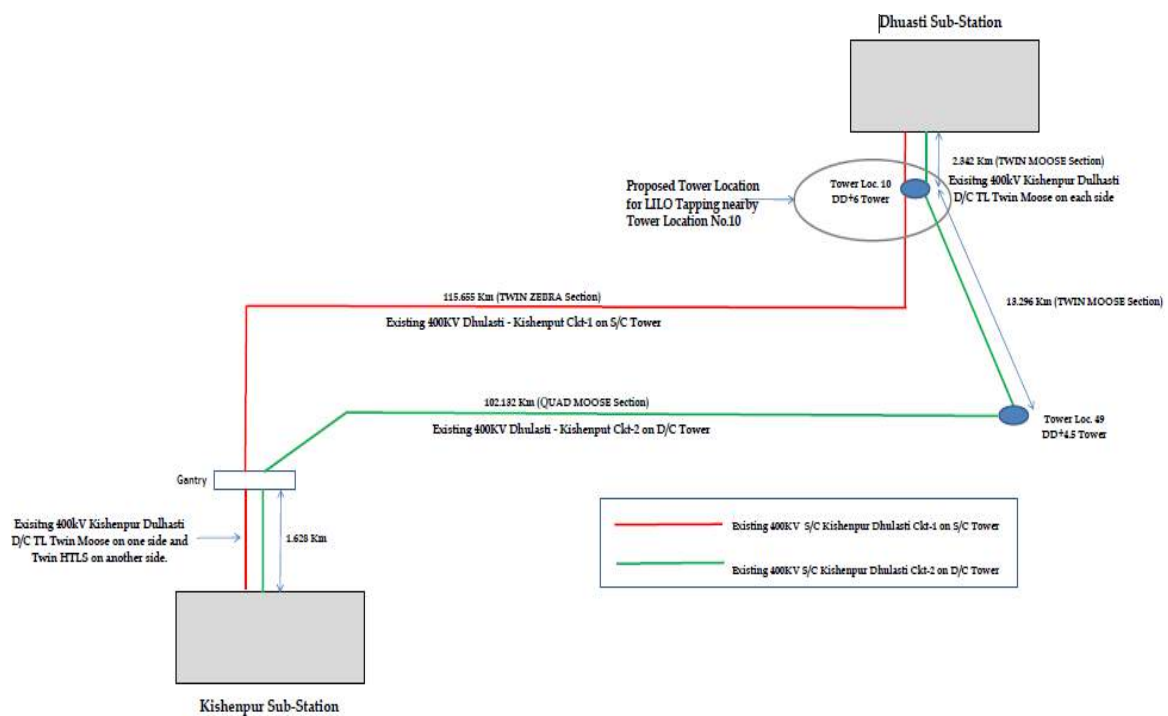 Dhuasti Sub-Station
2.342 Km (TWIN MOOSE Section)
Exisitng 400kV Kishenpur Dulhasti
D/C TL Twin Moose on each side
Tower Loc. 10
DD+6 Tower
Proposed Tower Location
for LILO Tapping nearby
Tower Location No.10
13.296 Km (TWIN MOOSE Section)
115.655 Km (TWIN ZEBRA Section)
Existing 400KV Dhulasti - Kishenput Ckt-1 on S/C Tower
102.132 Km (QUAD MOOSE Section)
Existing 400KV Dhulasti - Kishenput Ckt-2 on D/C Tower
Tower Loc. 49
DD+4.5 Tower
Gantry
Exisitng 400kV Kishenpur Dulhasti
D/C TL Twin Moose on one side and
Twin HTLS on another side.
1.628 Km
Existing 400KV S/C Kishenpur Dhulasti Ckt-1 on S/C Tower
Existing 400KV S/C Kishenpur Dhulasti Ckt-2 on D/C Tower
Kishenpur Sub-Station